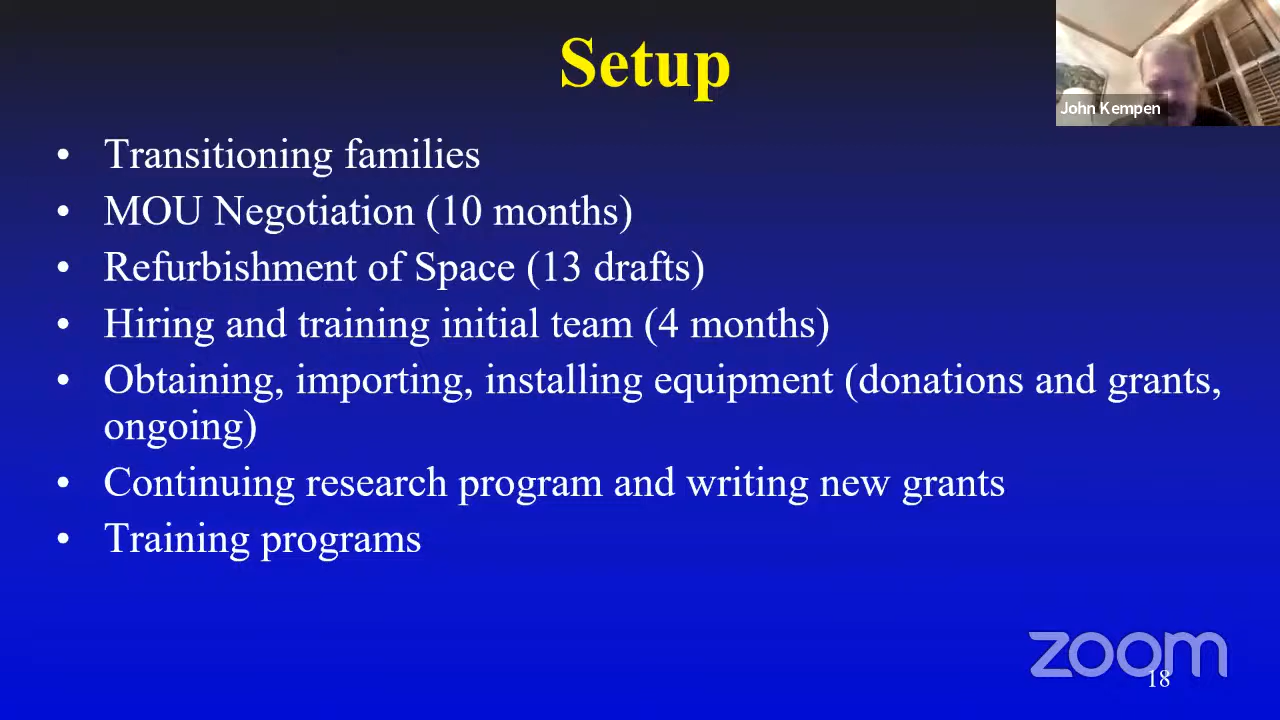 Setup
John Kempen
• Transitioning families
• MOU Negotiation (10 months)
• Refurbishment of Space (13 drafts)
• Hiring and training initial team (4 months)
• Obtaining, importing, installing equipment (donations and grants,
ongoing)
• Continuing research program and writing new grants
• Training programs
zoom
18